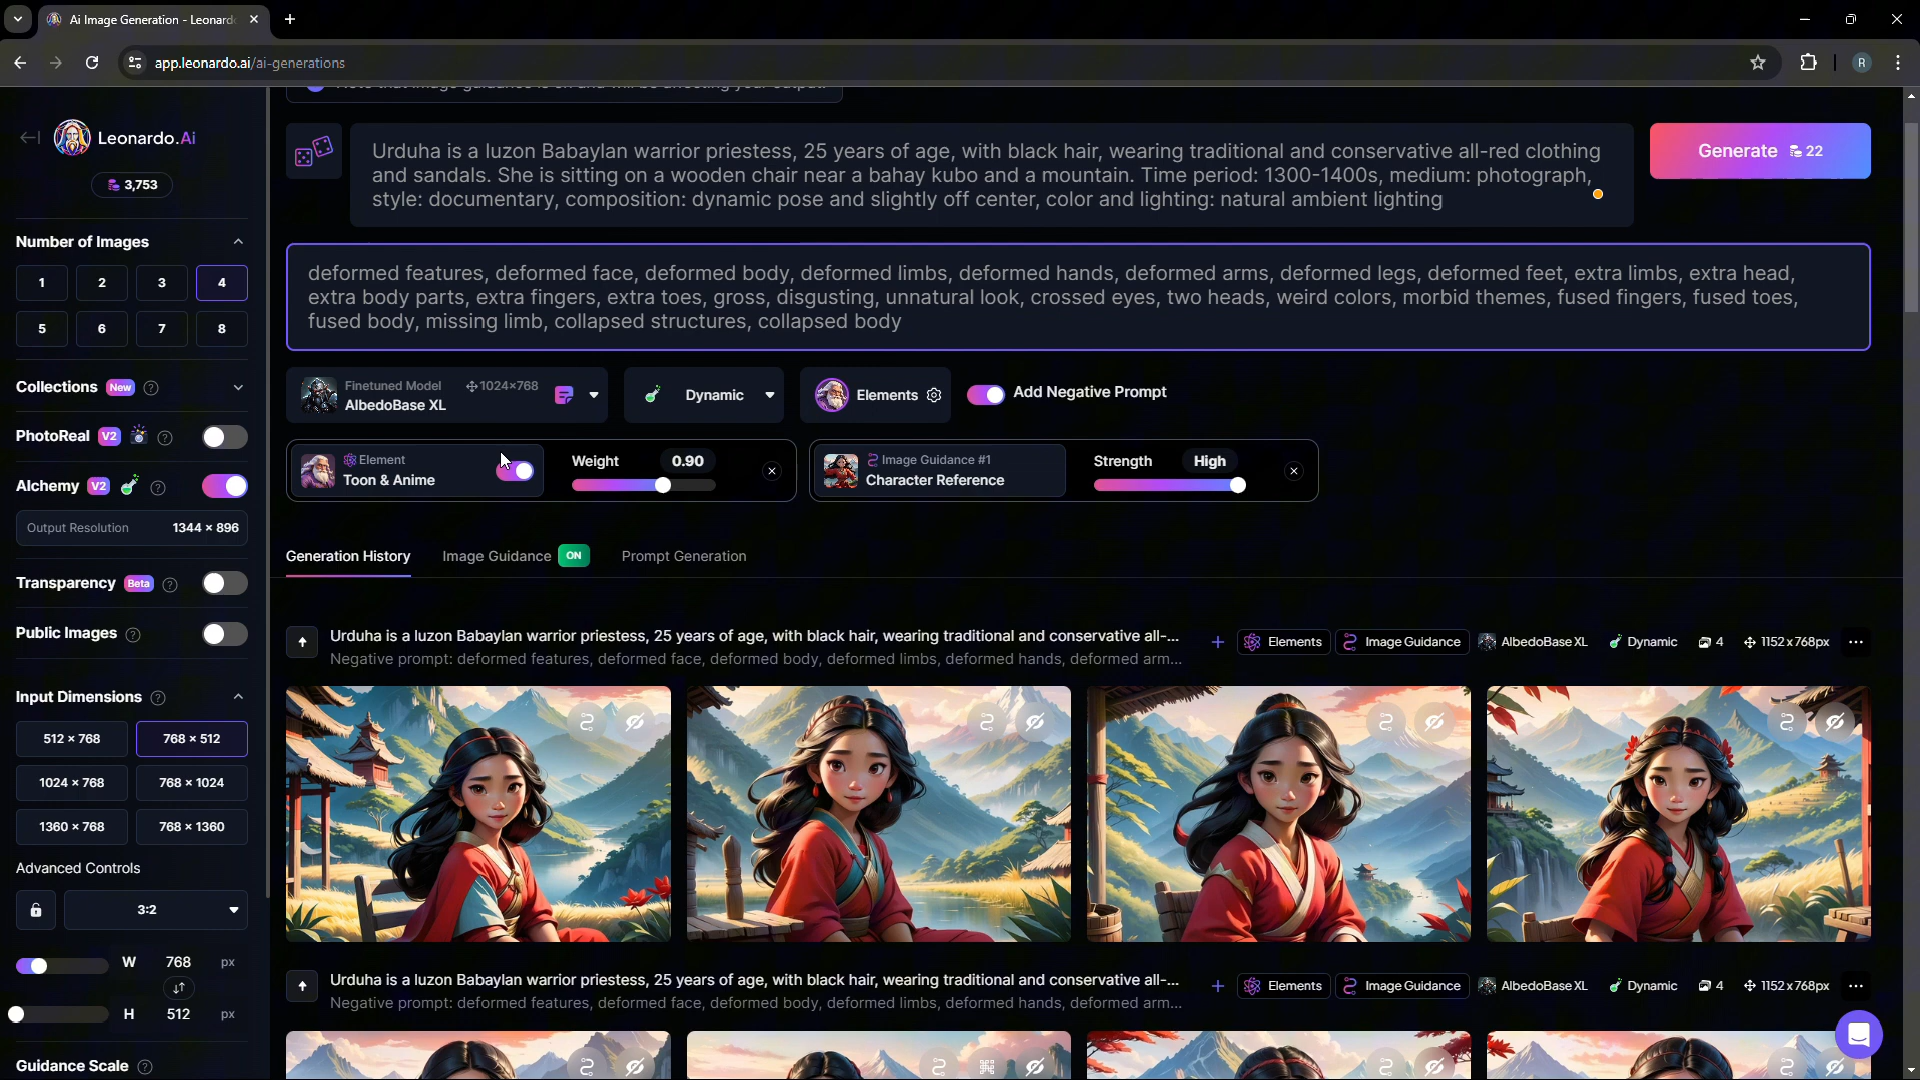 Ai Image Generation - Leonardo
app.leonardo.ai/ai-generations
R
Leonardo.Ai
3,753
Number of Images
1
2
3
4
5
6
7
8
Collections New ?
PhotoReal V2 ?
Alchemy V2 ?
Output Resolution 1344 × 896
Transparency Beta ?
Public Images ?
Input Dimensions ?
512 × 768
768 × 512
1024 × 768
768 × 1024
1360 × 768
768 × 1360
Advanced Controls
3:2
W 768 px
H 512 px
Guidance Scale ?
Note that image guidance is on and will be affecting your output.
Urduha is a luzon Babaylan warrior priestess, 25 years of age, with black hair, wearing traditional and conservative all-red clothing
and sandals. She is sitting on a wooden chair near a bahay kubo and a mountain. Time period: 1300-1400s, medium: photograph,
style: documentary, composition: dynamic pose and slightly off center, color and lighting: natural ambient lighting
Generate 22
deformed features, deformed face, deformed body, deformed limbs, deformed hands, deformed arms, deformed legs, deformed feet, extra limbs, extra head,
extra body parts, extra fingers, extra toes, gross, disgusting, unnatural look, crossed eyes, two heads, weird colors, morbid themes, fused fingers, fused toes,
fused body, missing limb, collapsed structures, collapsed body
Finetuned Model 1024×768
AlbedoBase XL
Dynamic
Elements
Add Negative Prompt
Element
Toon & Anime
Weight 0.90
Image Guidance #1
Character Reference
Strength High
Generation History
Image Guidance ON
Prompt Generation
Urduha is a luzon Babaylan warrior priestess, 25 years of age, with black hair, wearing traditional and conservative all-...
Negative prompt: deformed features, deformed face, deformed body, deformed limbs, deformed hands, deformed arm...
Elements
Image Guidance
AlbedoBase XL
Dynamic
4
1152x768px
Urduha is a luzon Babaylan warrior priestess, 25 years of age, with black hair, wearing traditional and conservative all-...
Negative prompt: deformed features, deformed face, deformed body, deformed limbs, deformed hands, deformed arm...
Elements
Image Guidance
AlbedoBase XL
Dynamic
4
1152x768px